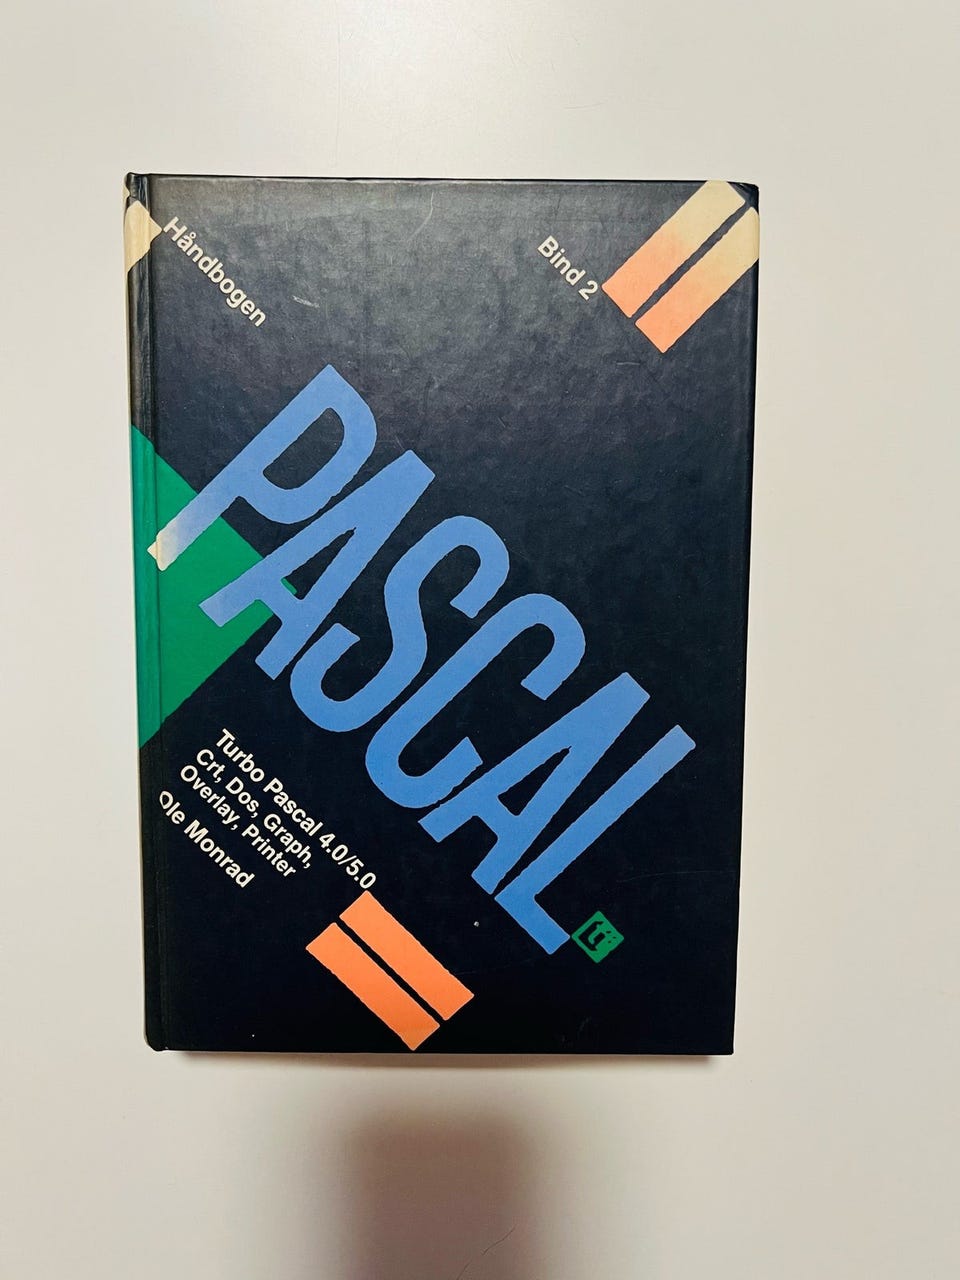 Håndbogen
Bind 2
PASCAL
Turbo Pascal 4.0/5.0
Crt, Dos, Graph,
Overlay, Printer
Ole Monrad